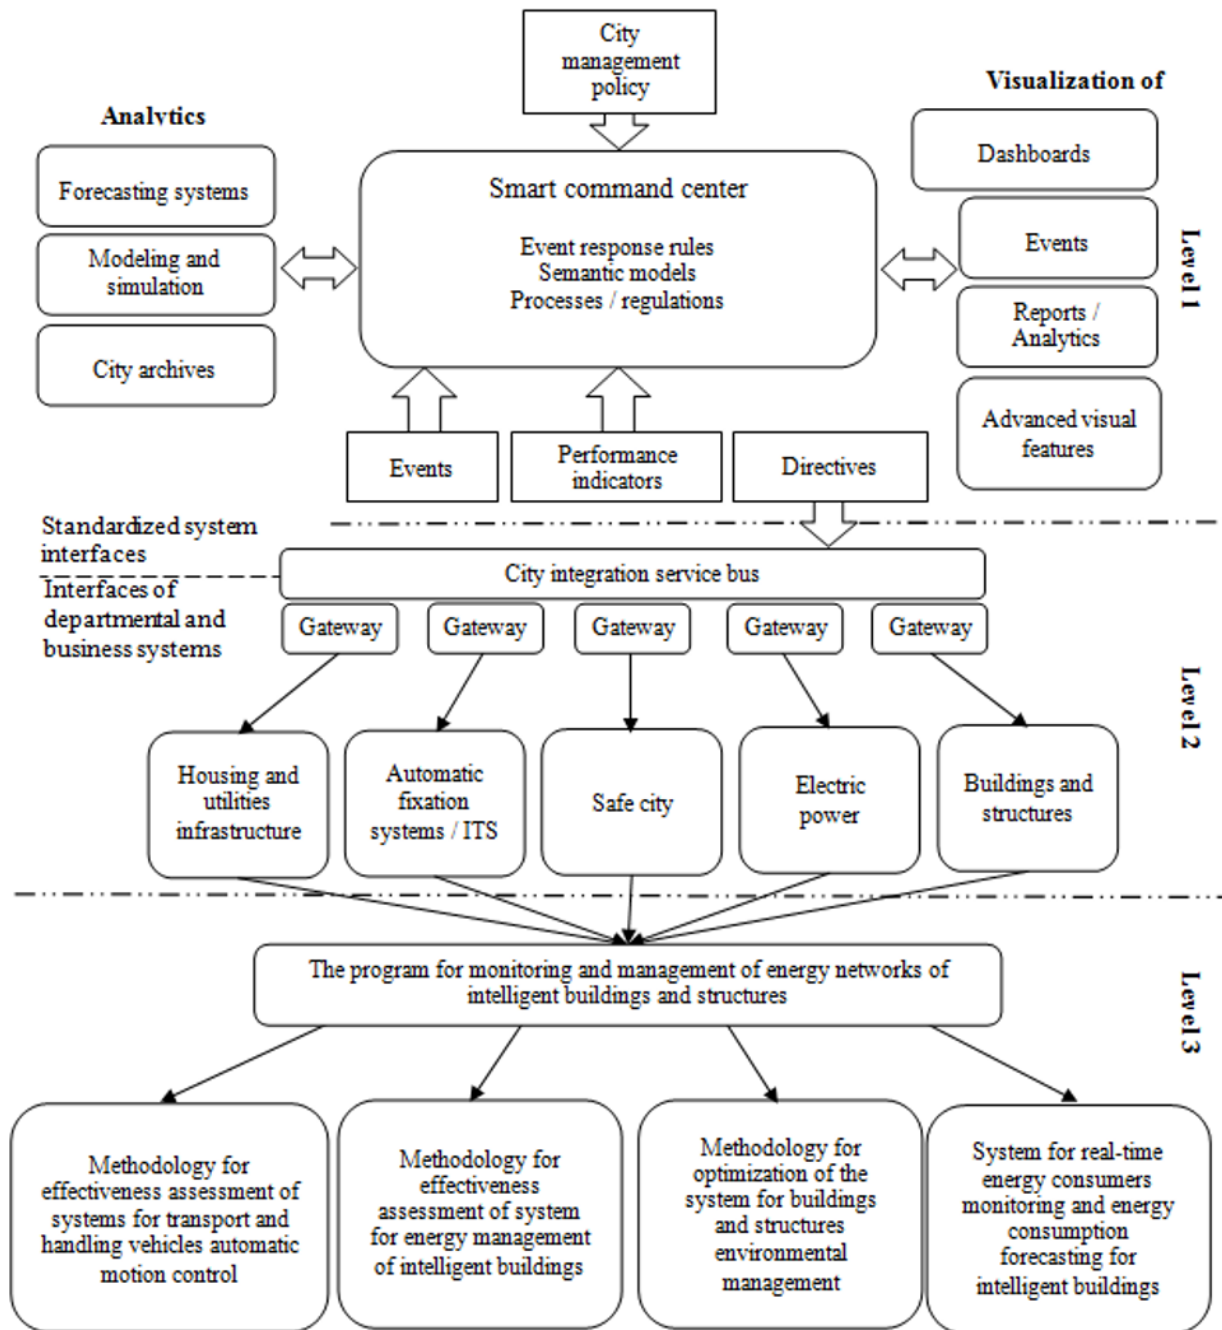 City
management
policy
Visualization of
Analytics
Dashboards
Forecasting systems
Smart command center
Event response rules
Semantic models
Processes / regulations
Events
Modeling and
simulation
Reports /
Analytics
City archives
Advanced visual
features
Level 1
Events
Performance
indicators
Directives
Standardized system
interfaces
Interfaces of
departmental and
business systems
City integration service bus
Gateway
Gateway
Gateway
Gateway
Gateway
Level 2
Housing and
utilities
infrastructure
Automatic
fixation
systems / ITS
Safe city
Electric
power
Buildings and
structures
The program for monitoring and management of energy networks of
intelligent buildings and structures
Level 3
Methodology for
effectiveness assessment of
systems for transport and
handling vehicles automatic
motion control
Methodology for
effectiveness
assessment of system
for energy management
of intelligent buildings
Methodology for
optimization of the
system for buildings
and structures
environmental
management
System for real-time
energy consumers
monitoring and energy
consumption
forecasting for
intelligent buildings